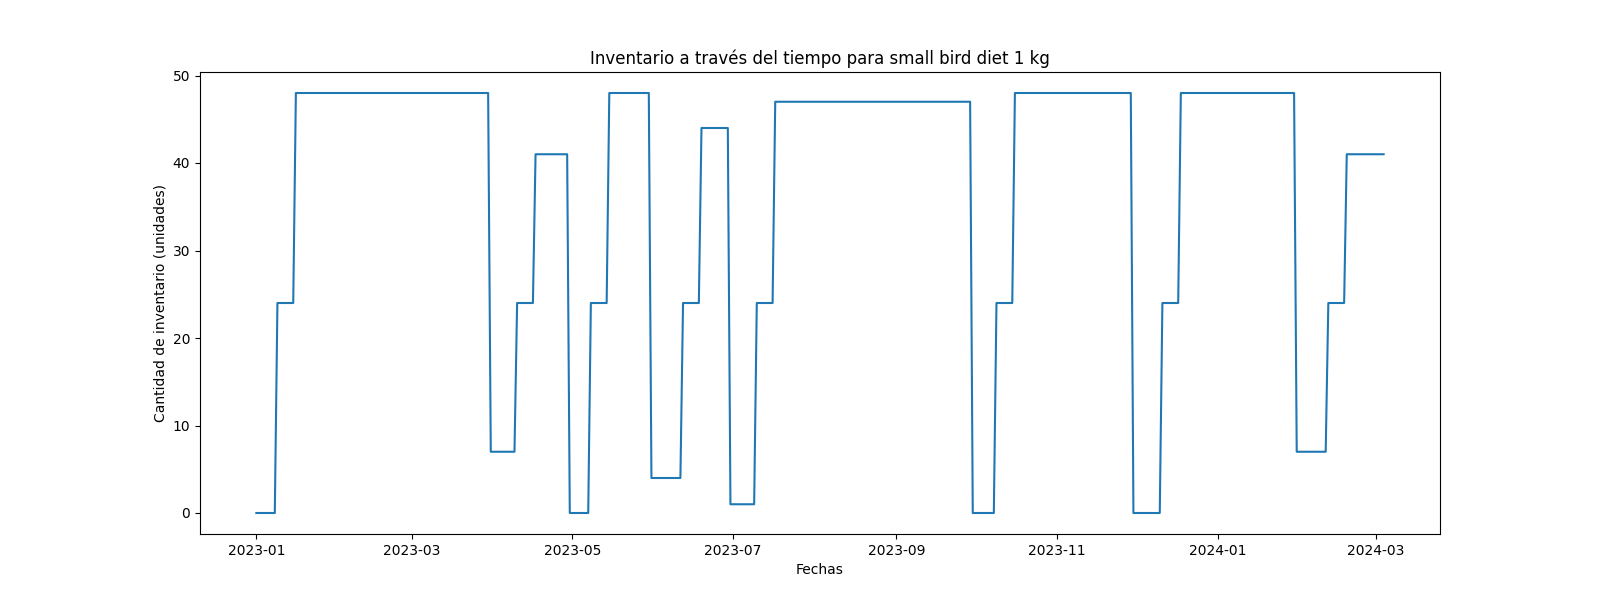 Inventario a través del tiempo para small bird diet 1 kg
Cantidad de inventario (unidades)
50
40
30
20
10
0
2023-01 2023-03 2023-05 2023-07 2023-09 2023-11 2024-01 2024-03
Fechas